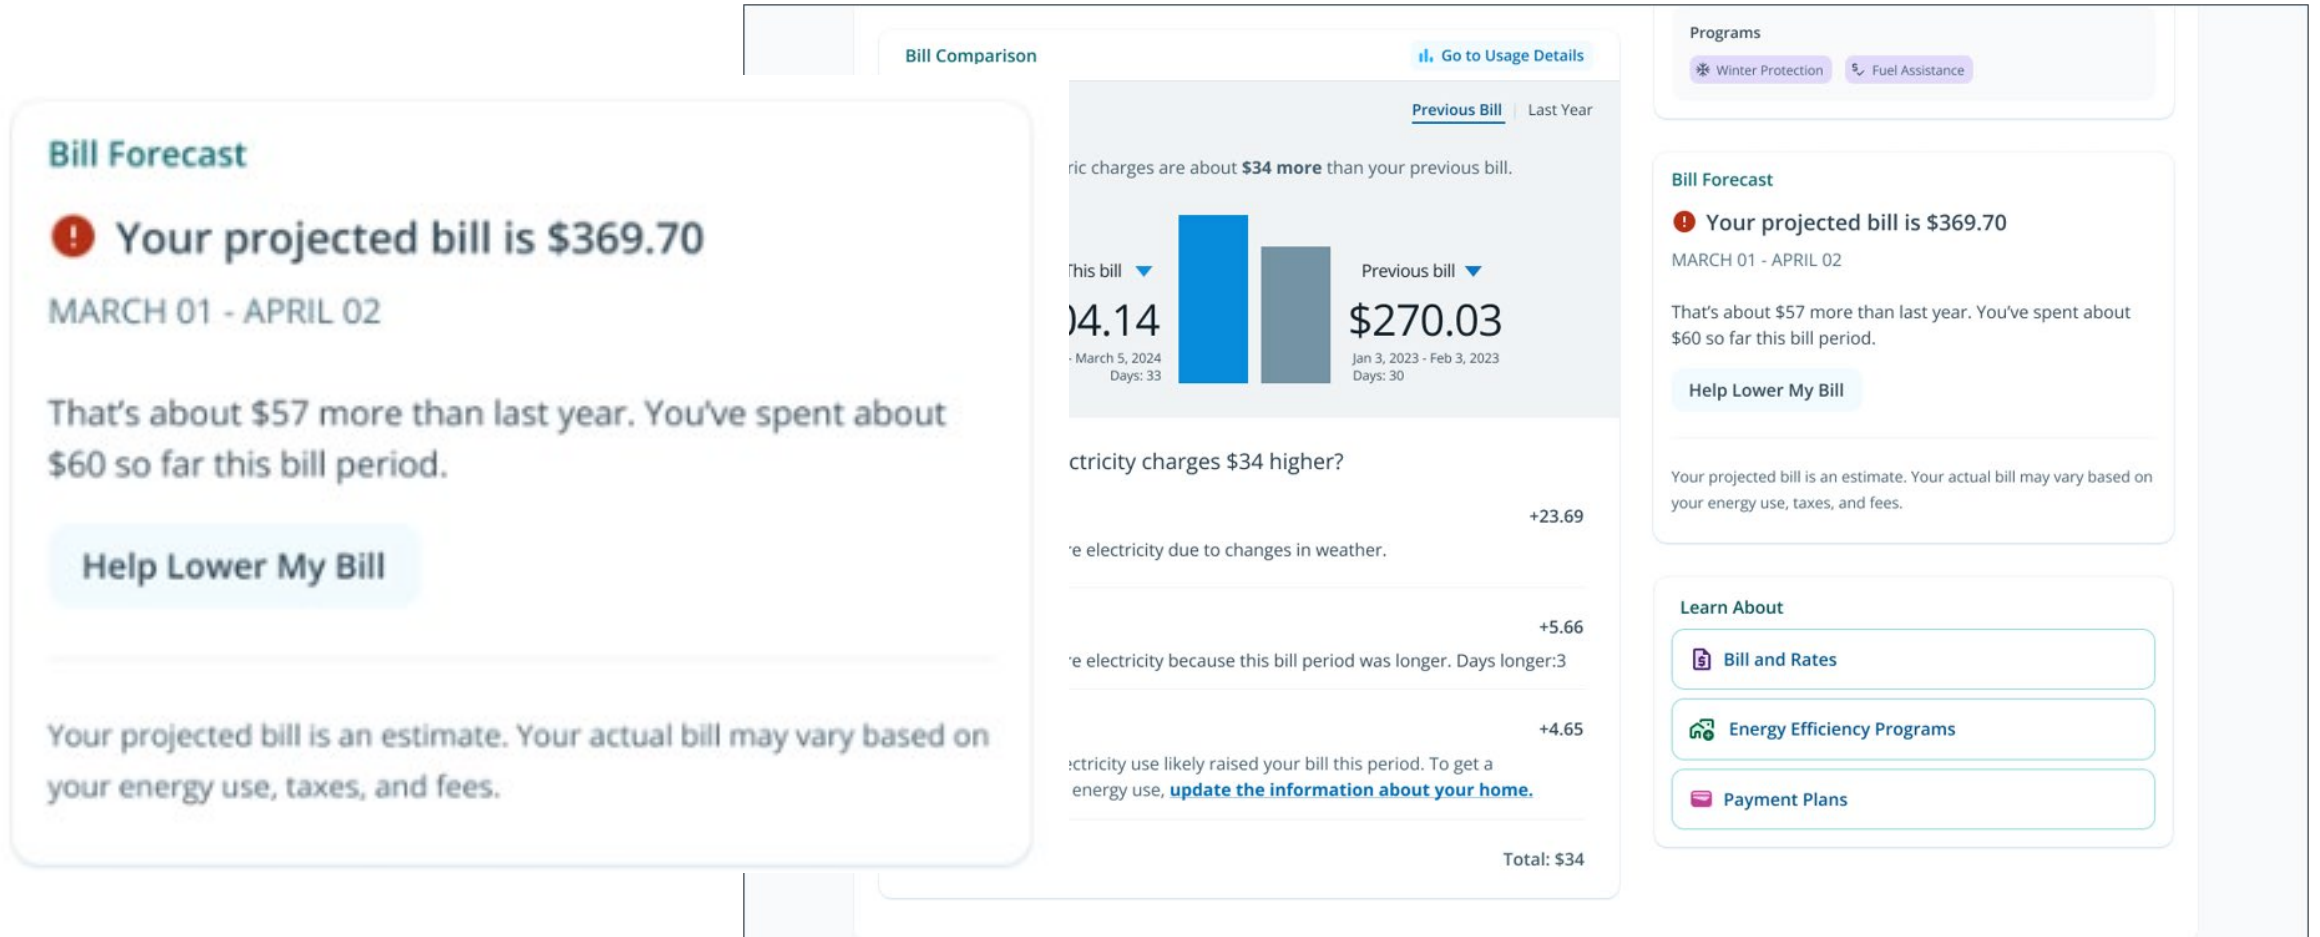 Bill Forecast
Your projected bill is $369.70
MARCH 01 - APRIL 02
That's about $57 more than last year. You've spent about
$60 so far this bill period.
Help Lower My Bill
Your projected bill is an estimate. Your actual bill may vary based on
your energy use, taxes, and fees.
Bill Comparison
Go to Usage Details
Previous Bill | Last Year
ric charges are about $34 more than your previous bill.
This bill
04.14
- March 5, 2024
Days: 33
Previous bill
$270.03
Jan 3, 2023 - Feb 3, 2023
Days: 30
ctricity charges $34 higher?
+23.69
re electricity due to changes in weather.
+5.66
re electricity because this bill period was longer. Days longer:3
+4.65
ectricity use likely raised your bill this period. To get a
energy use, update the information about your home.
Total: $34
Programs
Winter Protection
Fuel Assistance
Bill Forecast
Your projected bill is $369.70
MARCH 01 - APRIL 02
That's about $57 more than last year. You've spent about
$60 so far this bill period.
Help Lower My Bill
Your projected bill is an estimate. Your actual bill may vary based on
your energy use, taxes, and fees.
Learn About
Bill and Rates
Energy Efficiency Programs
Payment Plans